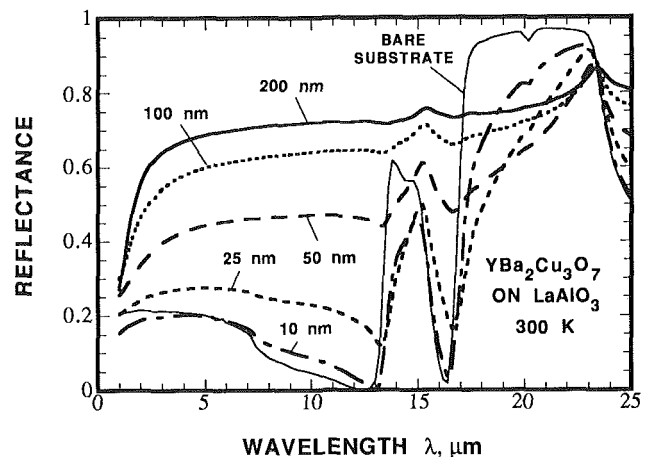 1
0.8
0.6
0.4
0.2
0
REFLECTANCE
BARE
SUBSTRATE
200 nm
100 nm
50 nm
25 nm
10 nm
YBa₂Cu₃O₇
ON LaAlO₃
300 K
0 5 10 15 20 25
WAVELENGTH λ, μm